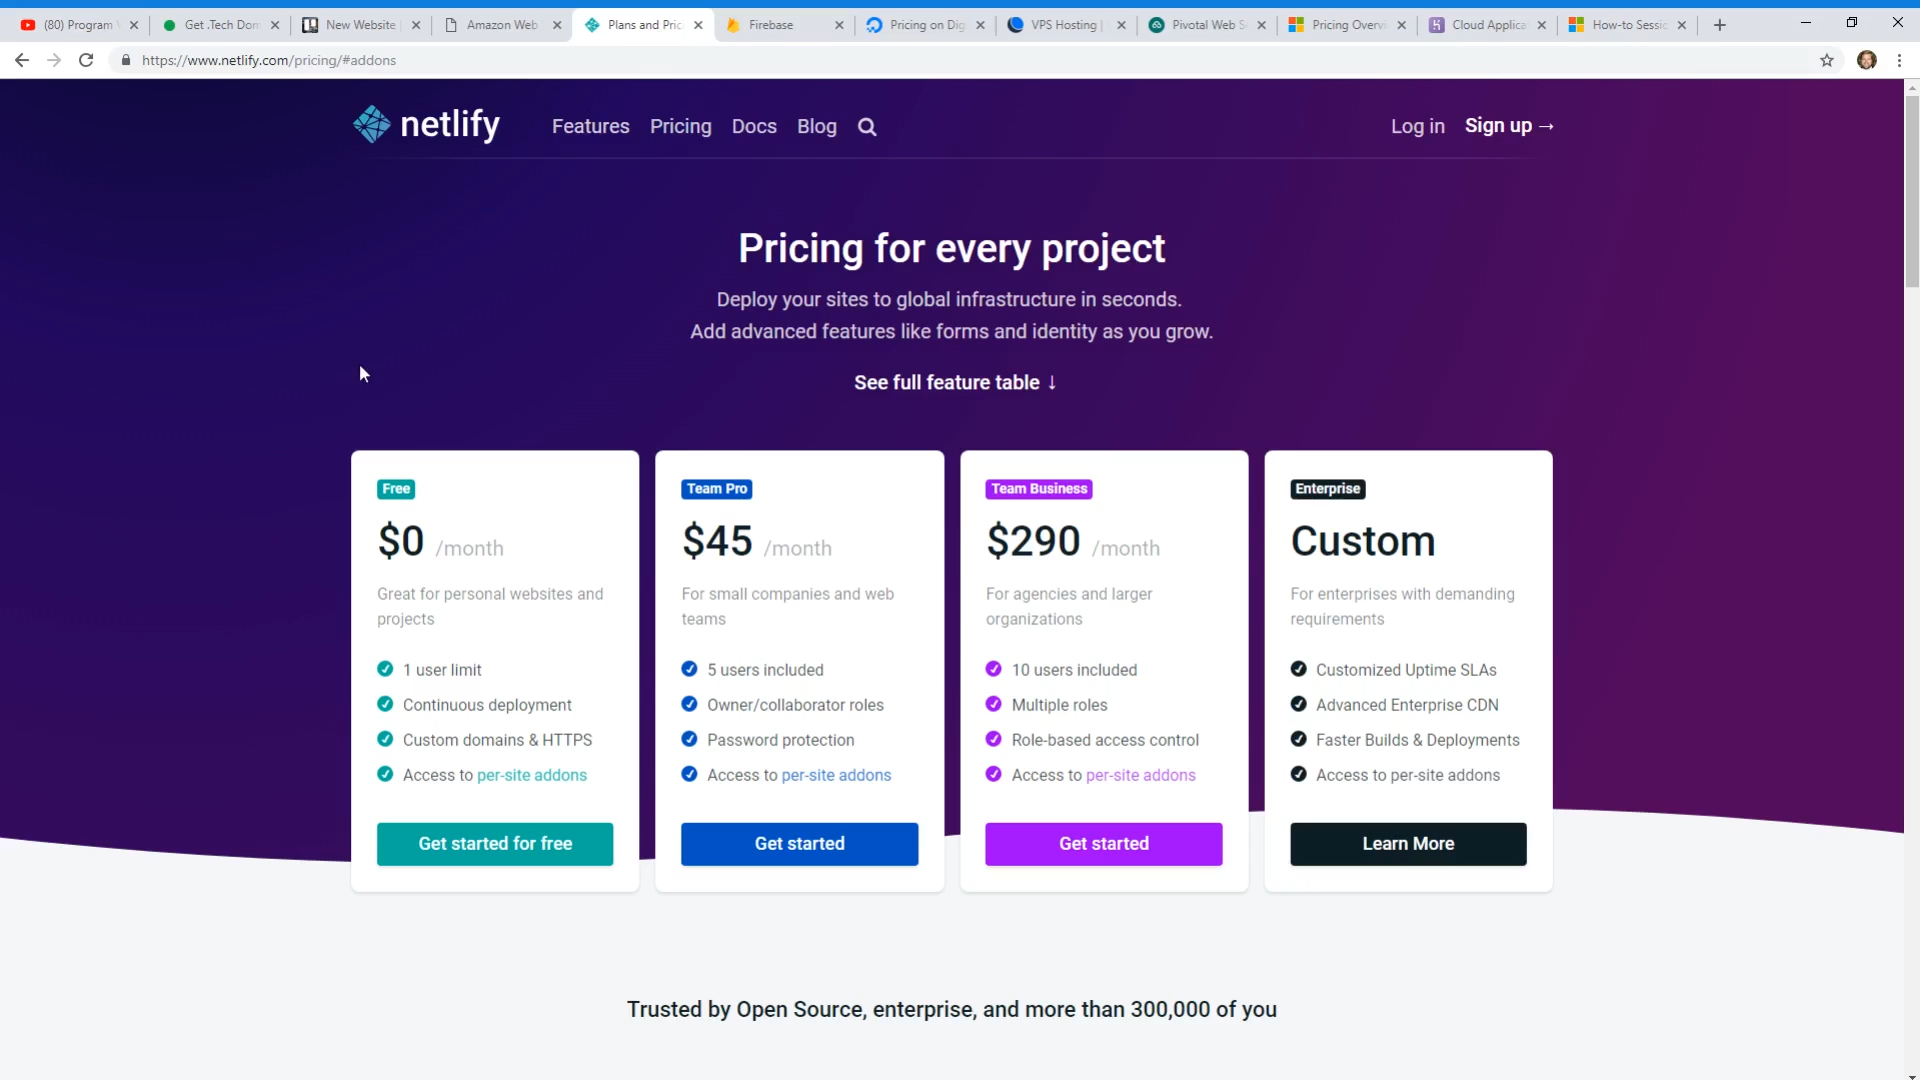 (80) Program
Get .Tech Dom
New Website
Amazon Web
Plans and Pric
Firebase
Pricing on Dig
VPS Hosting |
Pivotal Web S
Pricing Overvi
Cloud Applica
How-to Sessic
https://www.netlify.com/pricing/#addons
netlify
Features
Pricing
Docs
Blog
Log in
Sign up →
Pricing for every project
Deploy your sites to global infrastructure in seconds.
Add advanced features like forms and identity as you grow.
See full feature table ↓
Free
$0 /month
Great for personal websites and
projects
1 user limit
Continuous deployment
Custom domains & HTTPS
Access to per-site addons
Get started for free
Team Pro
$45 /month
For small companies and web
teams
5 users included
Owner/collaborator roles
Password protection
Access to per-site addons
Get started
Team Business
$290 /month
For agencies and larger
organizations
10 users included
Multiple roles
Role-based access control
Access to per-site addons
Get started
Enterprise
Custom
For enterprises with demanding
requirements
Customized Uptime SLAs
Advanced Enterprise CDN
Faster Builds & Deployments
Access to per-site addons
Learn More
Trusted by Open Source, enterprise, and more than 300,000 of you